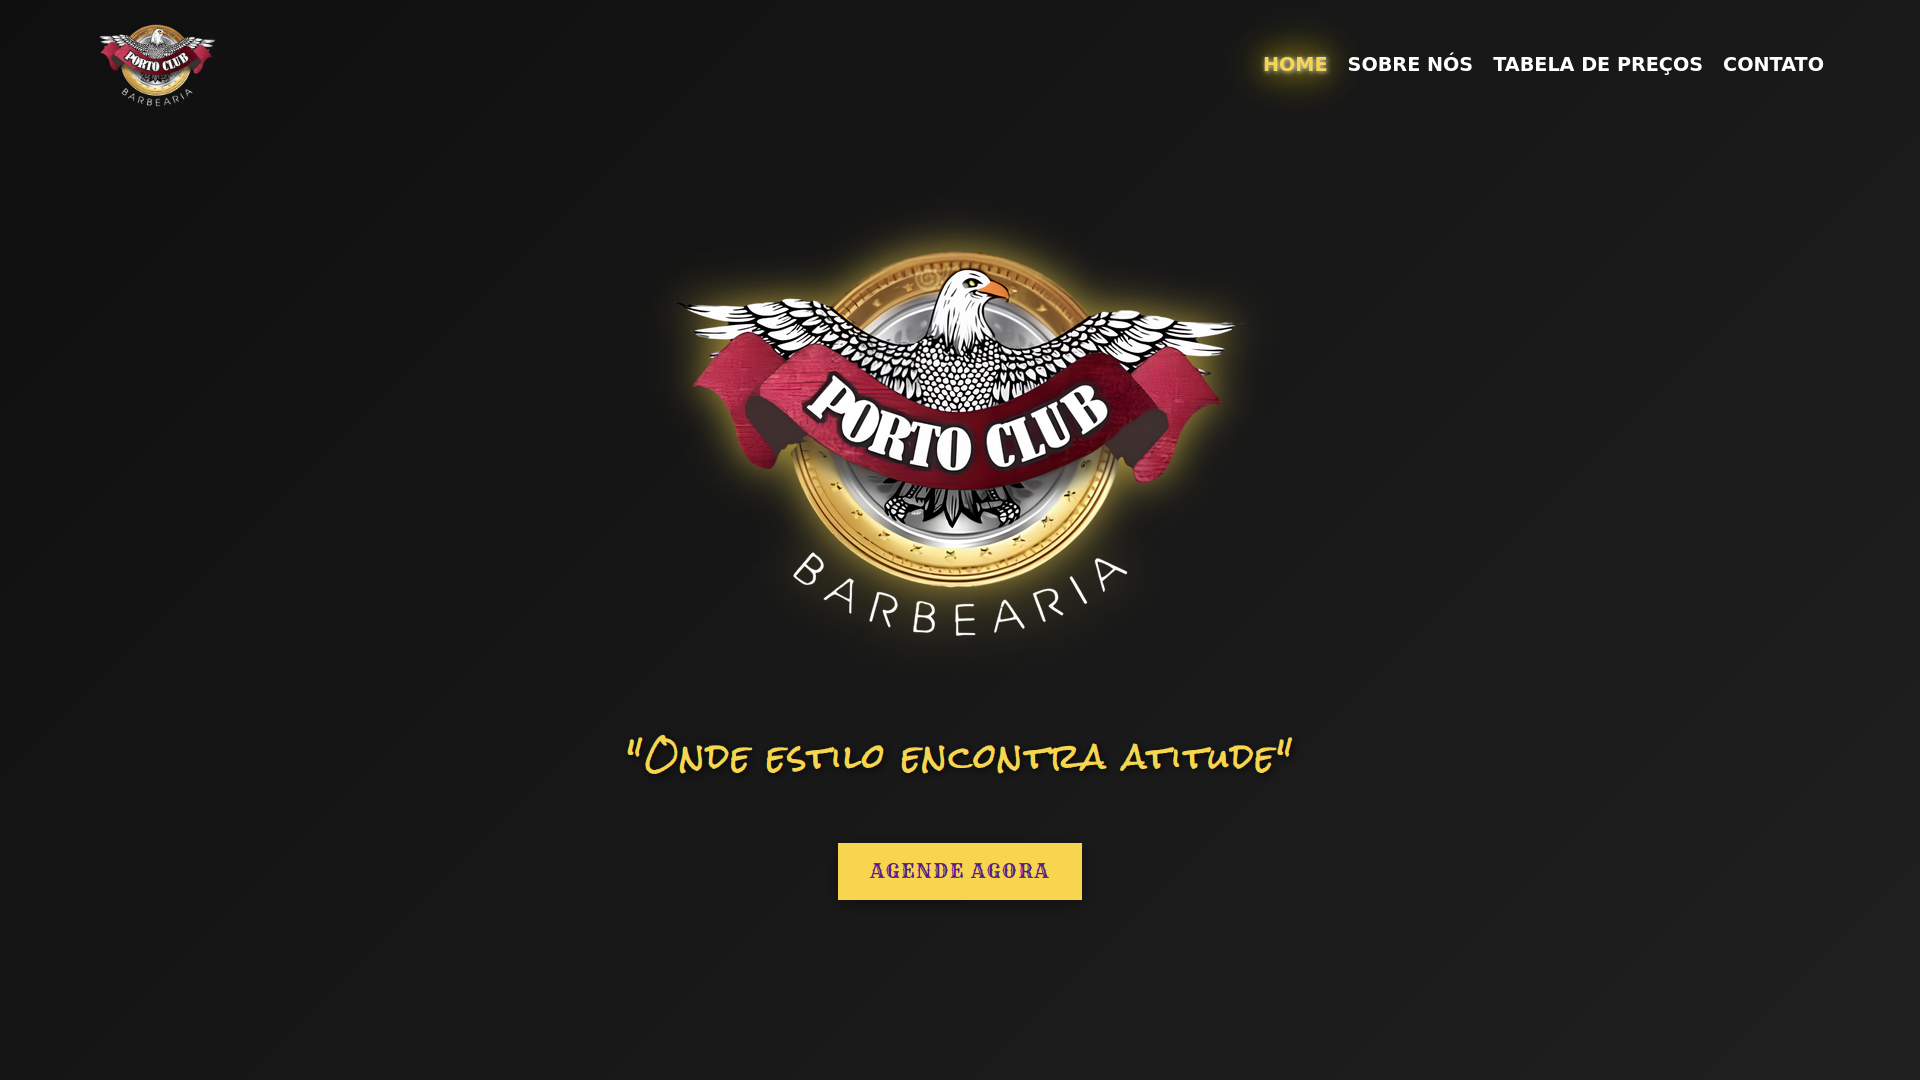 PORTO CLUB
BARBEARIA
HOME SOBRE NÓS TABELA DE PREÇOS CONTATO
PORTO CLUB
BARBEARIA
"Onde estilo encontra atitude"
AGENDE AGORA